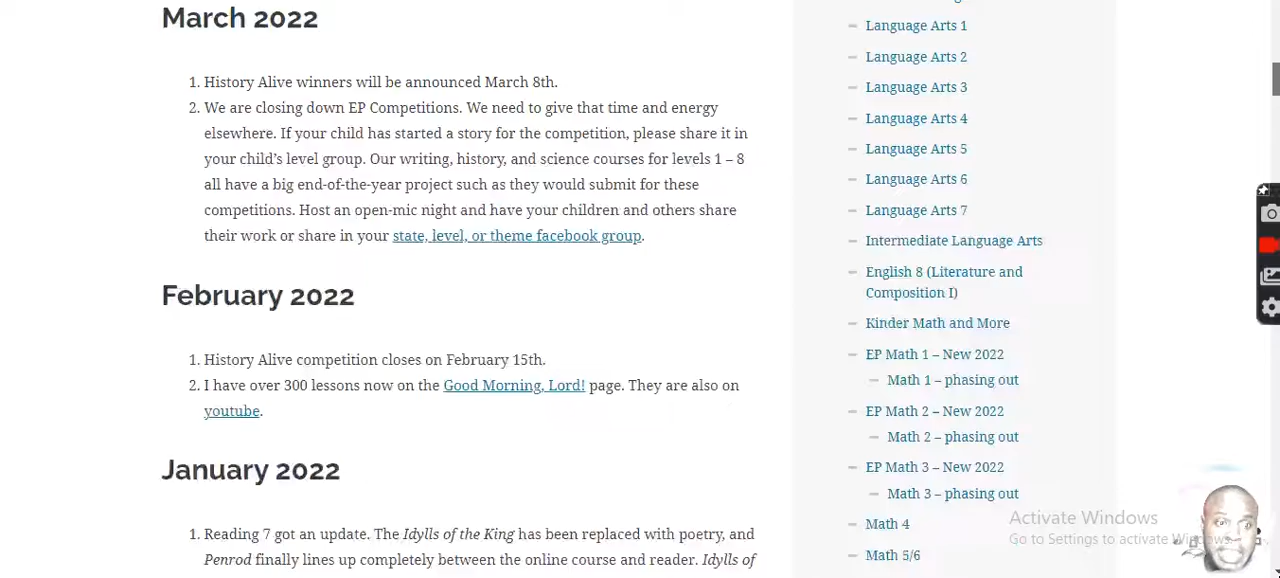 March 2022
1. History Alive winners will be announced March 8th.
2. We are closing down EP Competitions. We need to give that time and energy
elsewhere. If your child has started a story for the competition, please share it in
your child's level group. Our writing, history, and science courses for levels 1 – 8
all have a big end-of-the-year project such as they would submit for these
competitions. Host an open-mic night and have your children and others share
their work or share in your state, level, or theme facebook group.
February 2022
1. History Alive competition closes on February 15th.
2. I have over 300 lessons now on the Good Morning, Lord! page. They are also on
youtube.
January 2022
1. Reading 7 got an update. The Idylls of the King has been replaced with poetry, and
Penrod finally lines up completely between the online course and reader. Idylls of
Language Arts 1
Language Arts 2
Language Arts 3
Language Arts 4
Language Arts 5
Language Arts 6
Language Arts 7
Intermediate Language Arts
English 8 (Literature and
Composition I)
Kinder Math and More
EP Math 1 – New 2022
Math 1 – phasing out
EP Math 2 – New 2022
Math 2 – phasing out
EP Math 3 – New 2022
Math 3 – phasing out
Math 4
Math 5/6
Activate Windows
Go to Settings to activate Windows.